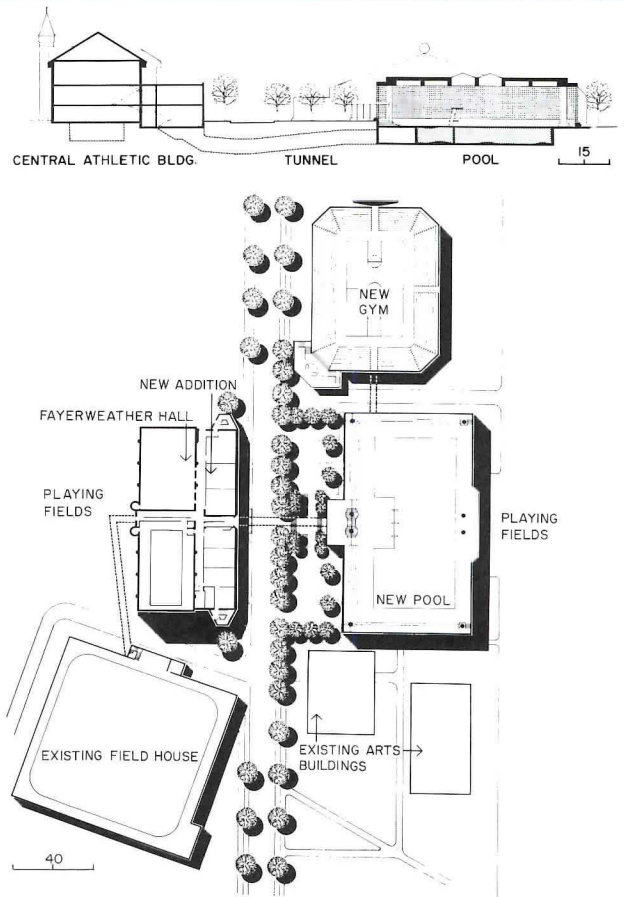 CENTRAL ATHLETIC BLDG.
TUNNEL
POOL
15
NEW
GYM
NEW ADDITION
FAYERWEATHER HALL
PLAYING
FIELDS
PLAYING
FIELDS
NEW POOL
EXISTING FIELD HOUSE
EXISTING ARTS
BUILDINGS
40